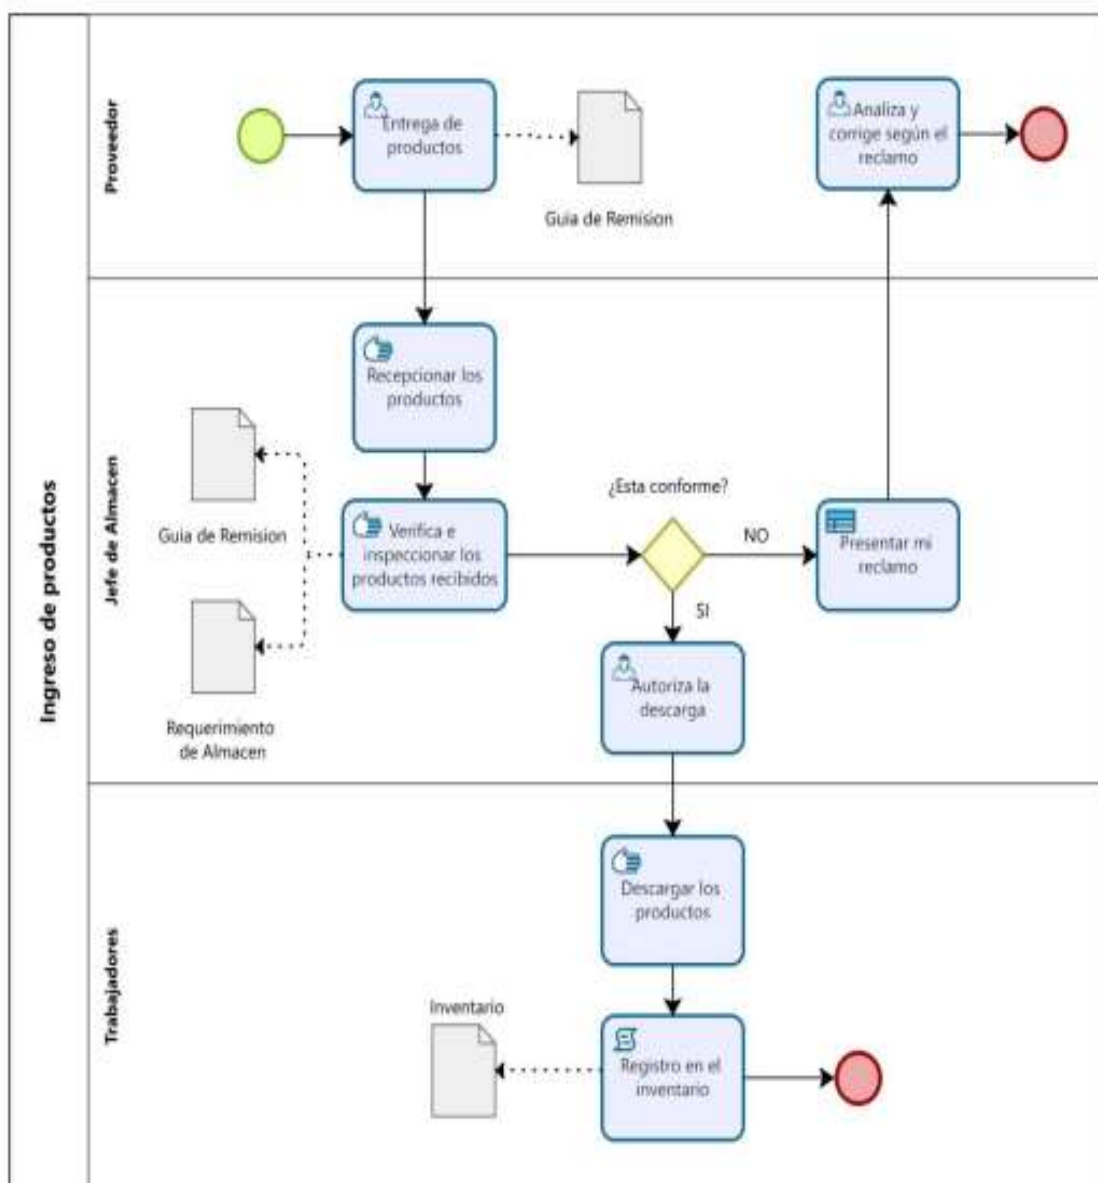 Ingreso de productos
Proveedor
Entrega de
productos
Guia de Remision
Analiza y
corrige según el
reclamo
Jefe de Almacen
Recepcionar los
productos
Guia de Remision
Verifica e
inspeccionar los
productos recibidos
¿Esta conforme?
NO
Presentar mi
reclamo
SI
Requerimiento
de Almacen
Autoriza la
descarga
Trabajadores
Descargar los
productos
Inventario
Registro en el
inventario